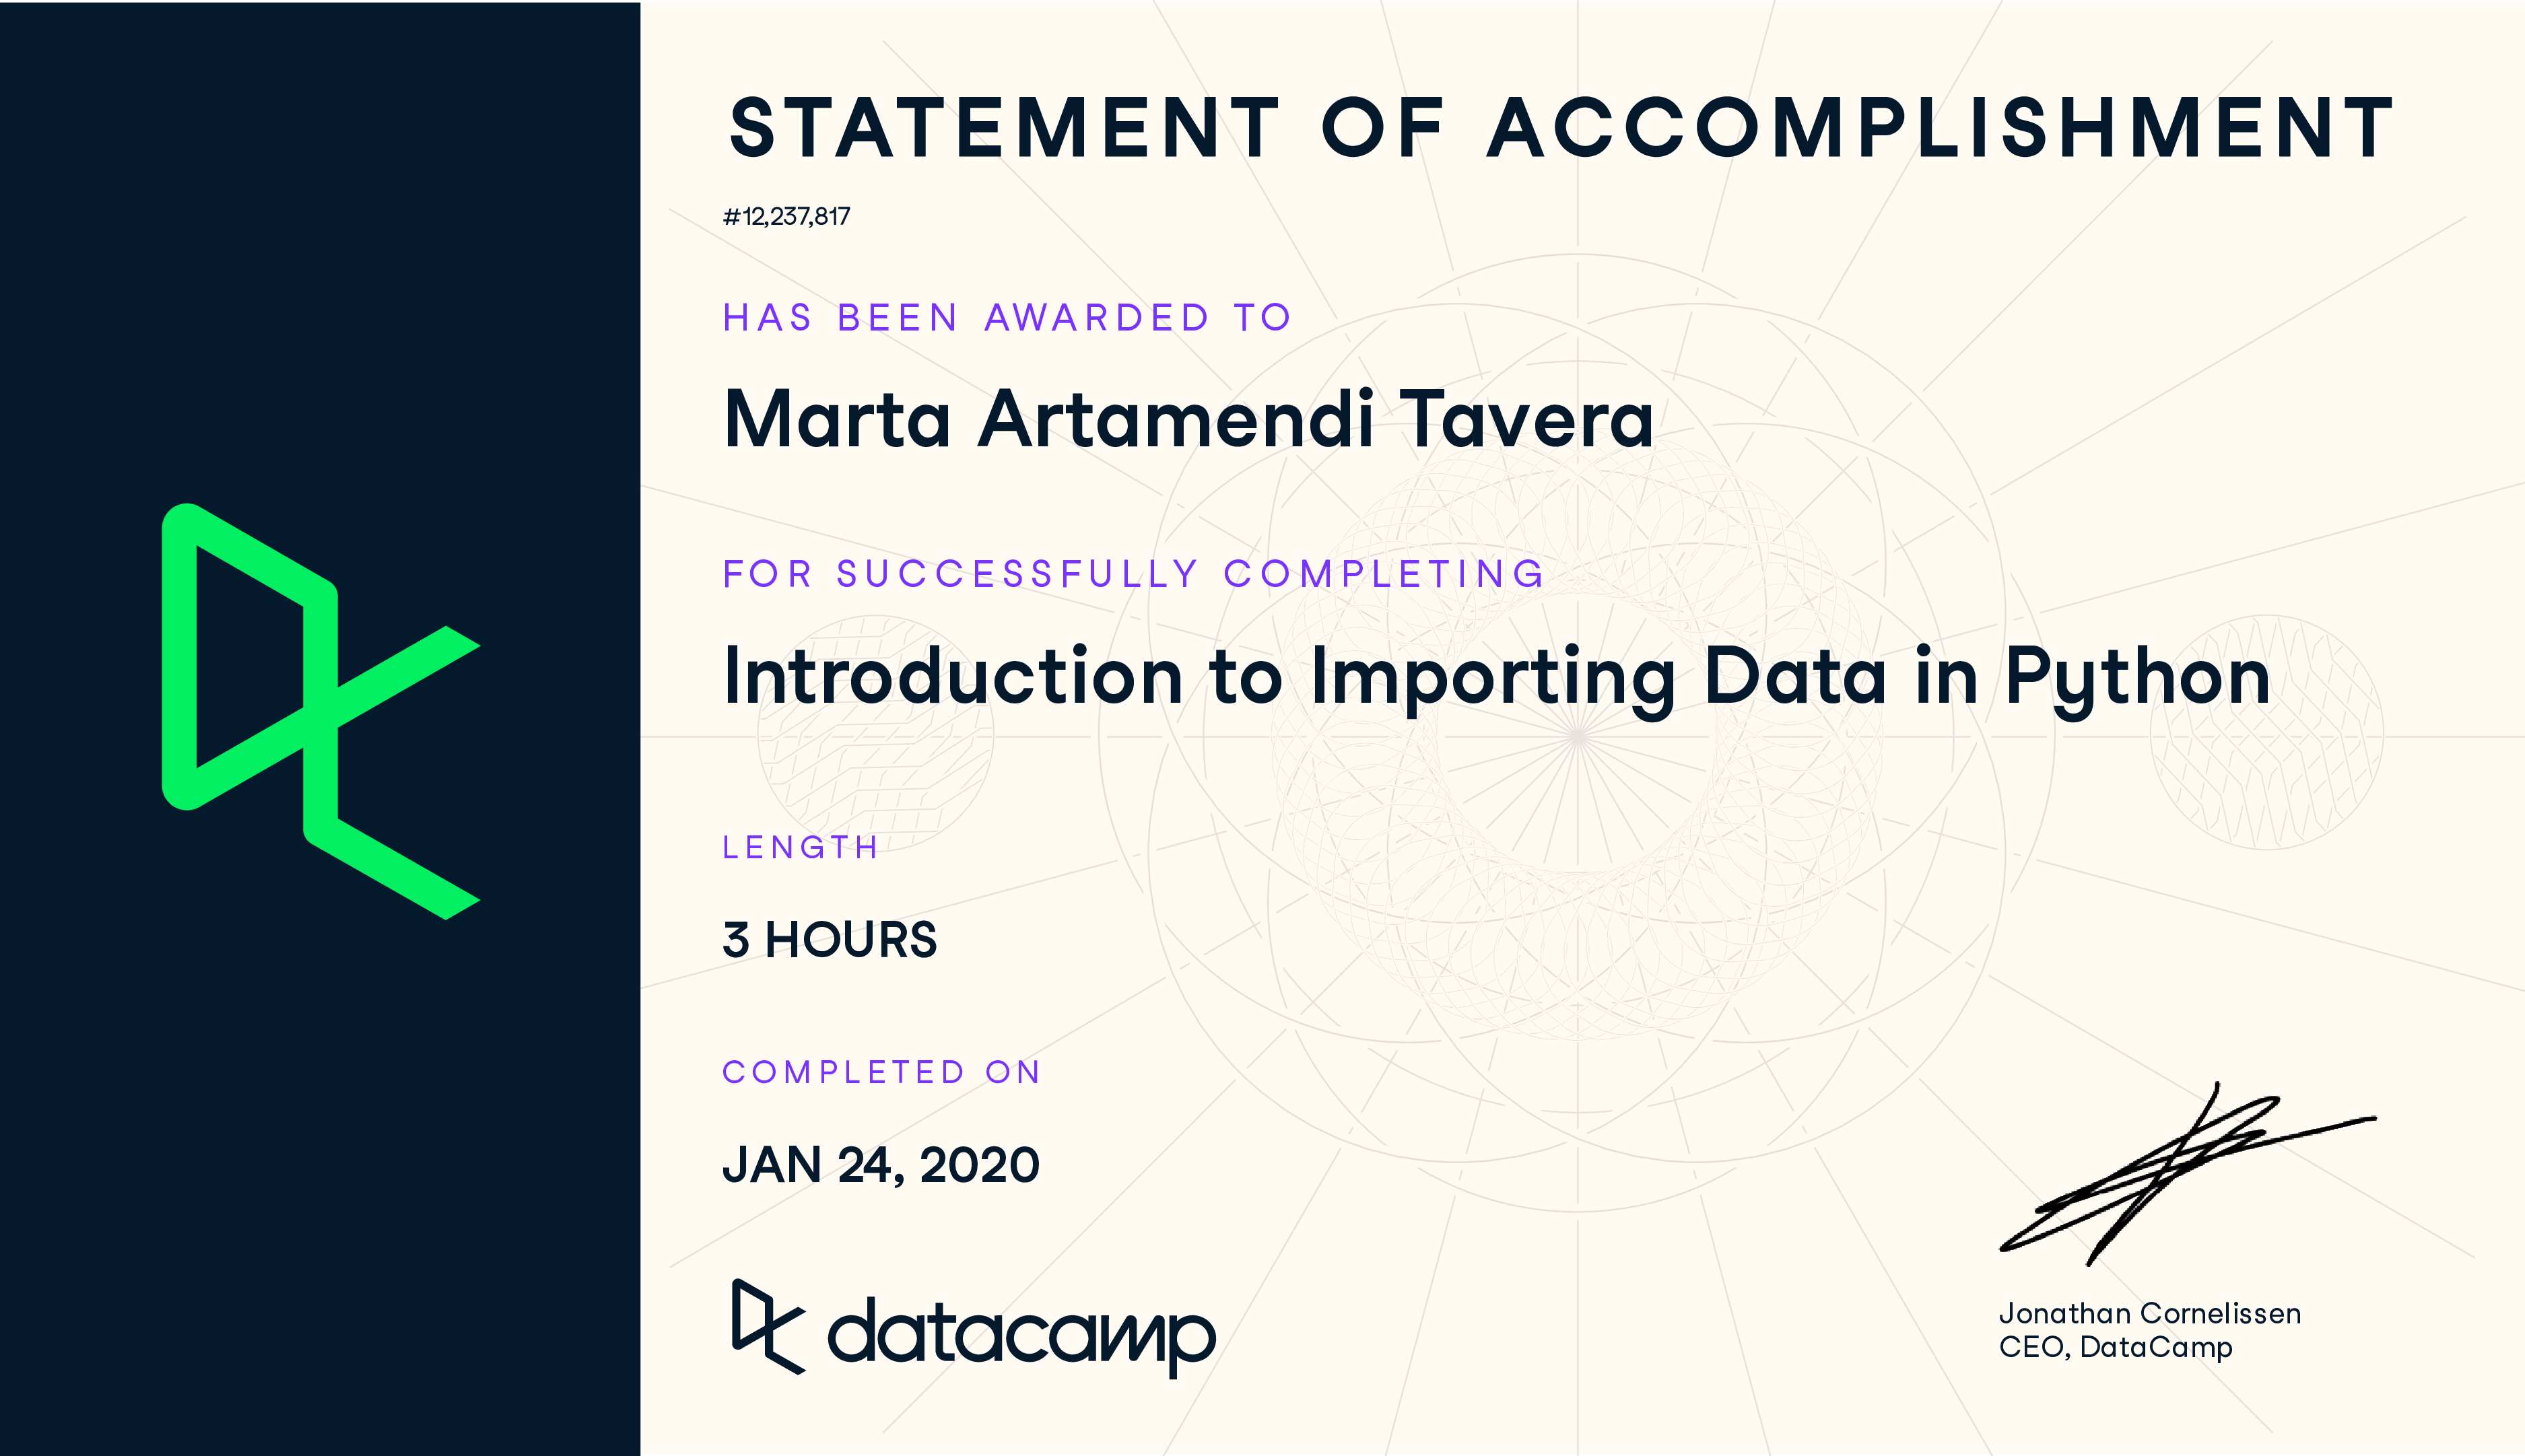 STATEMENT OF ACCOMPLISHMENT
#12,237,817
HAS BEEN AWARDED TO
Marta Artamendi Tavera
FOR SUCCESSFULLY COMPLETING
Introduction to Importing Data in Python
LENGTH
3 HOURS
COMPLETED ON
JAN 24, 2020
datacamp
Jonathan Cornelissen
CEO, DataCamp